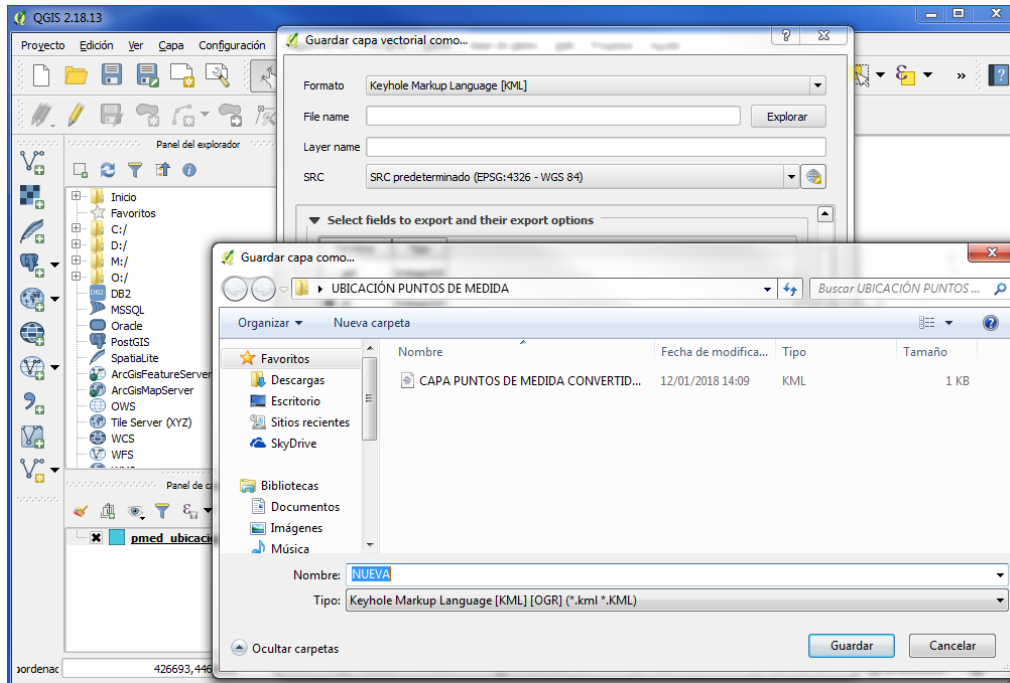 QGIS 2.18.13
Proyecto Edición Ver Capa Configuración
Guardar capa vectorial como...
Formato Keyhole Markup Language [KML]
File name Explorar
Layer name
SRC SRC predeterminado (EPSG:4326 - WGS 84)
Select fields to export and their export options
Panel del explorador
Inicio
Favoritos
C:/
D:/
M:/
O:/
DB2
MSSQL
Oracle
PostGIS
SpatiaLite
ArcGisFeatureServer
ArcGisMapServer
OWS
Tile Server (XYZ)
WCS
WFS
Panel de
pmed_ubicaci
ordenac 426693,446
Guardar capa como...
UBICACIÓN PUNTOS DE MEDIDA Buscar UBICACIÓN PUNTOS ...
Organizar Nueva carpeta
Favoritos
Descargas
Escritorio
Sitios recientes
SkyDrive
Bibliotecas
Documentos
Imágenes
Música
Nombre Fecha de modifica... Tipo Tamaño
CAPA PUNTOS DE MEDIDA CONVERTID... 12/01/2018 14:09 KML 1 KB
Nombre: NUEVA
Tipo: Keyhole Markup Language [KML] [OGR] (*.kml *.KML)
Ocultar carpetas Guardar Cancelar